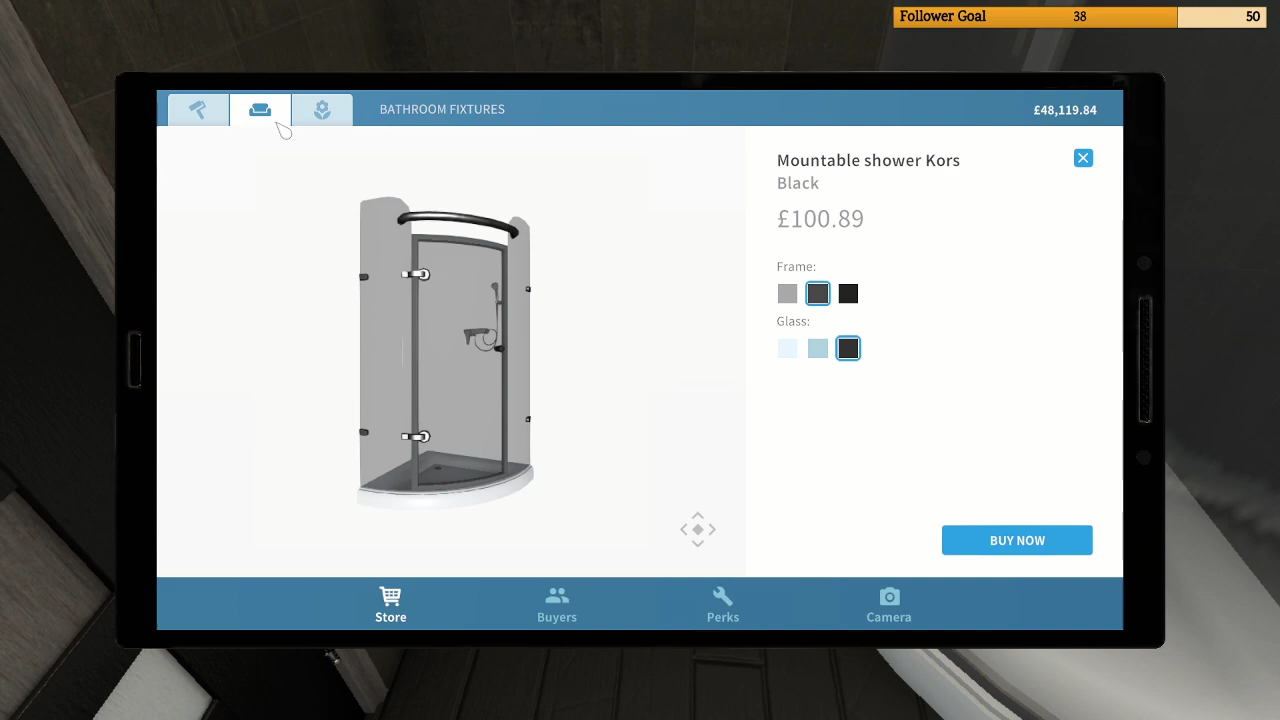 Follower Goal 38 50
BATHROOM FIXTURES £48,119.84
Mountable shower Kors
Black
£100.89
Frame:
Glass:
BUY NOW
Store Buyers Perks Camera